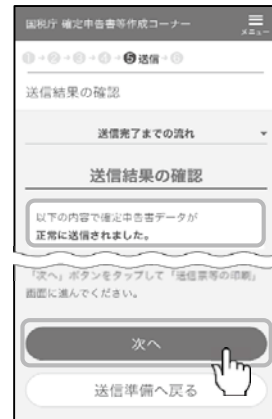 国税庁 確定申告書等作成コーナー
メニュー
①→②→③→④→❺送信→⑥
送信結果の確認
送信完了までの流れ
送信結果の確認
以下の内容で確定申告書データが
正常に送信されました。
「次へ」ボタンをタップして「送信票等の印刷」
画面に進んでください。
次へ
送信準備へ戻る